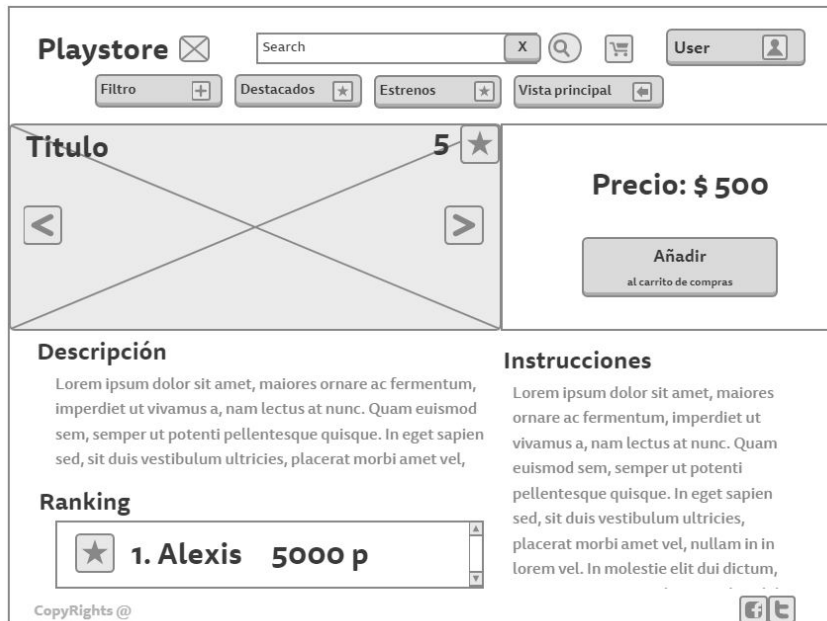 Playstore
Search
X
User
Filtro
Destacados
Estrenos
Vista principal
Titulo
5
<
>
Precio: $ 500
Añadir
al carrito de compras
Descripción
Lorem ipsum dolor sit amet, maiores ornare ac fermentum,
imperdiet ut vivamus a, nam lectus at nunc. Quam euismod
sem, semper ut potenti pellentesque quisque. In eget sapien
sed, sit duis vestibulum ultricies, placerat morbi amet vel,
Ranking
1. Alexis 5000 p
Instrucciones
Lorem ipsum dolor sit amet, maiores
ornare ac fermentum, imperdiet ut
vivamus a, nam lectus at nunc. Quam
euismod sem, semper ut potenti
pellentesque quisque. In eget sapien
sed, sit duis vestibulum ultricies,
placerat morbi amet vel, nullam in in
lorem vel. In molestie elit dui dictum,
CopyRights @